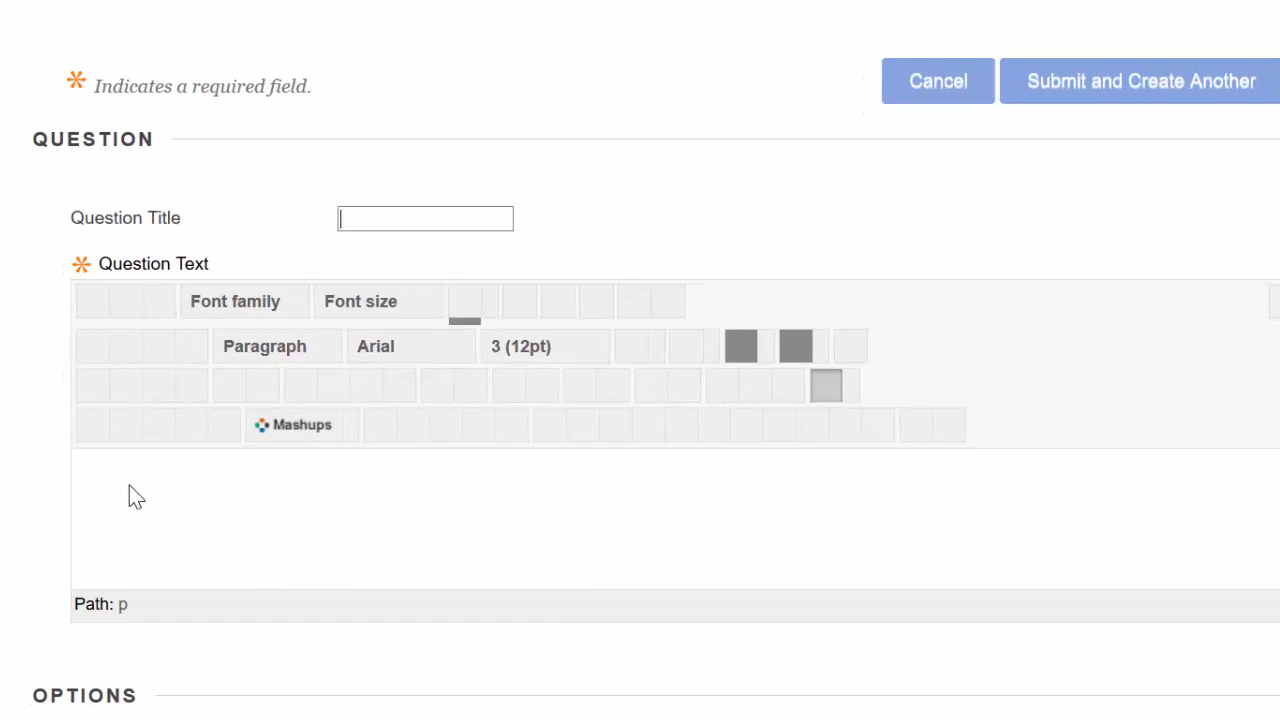 * Indicates a required field.
Cancel
Submit and Create Another
QUESTION
Question Title
* Question Text
Font family
Font size
Paragraph
Arial
3 (12pt)
Mashups
Path: p
OPTIONS